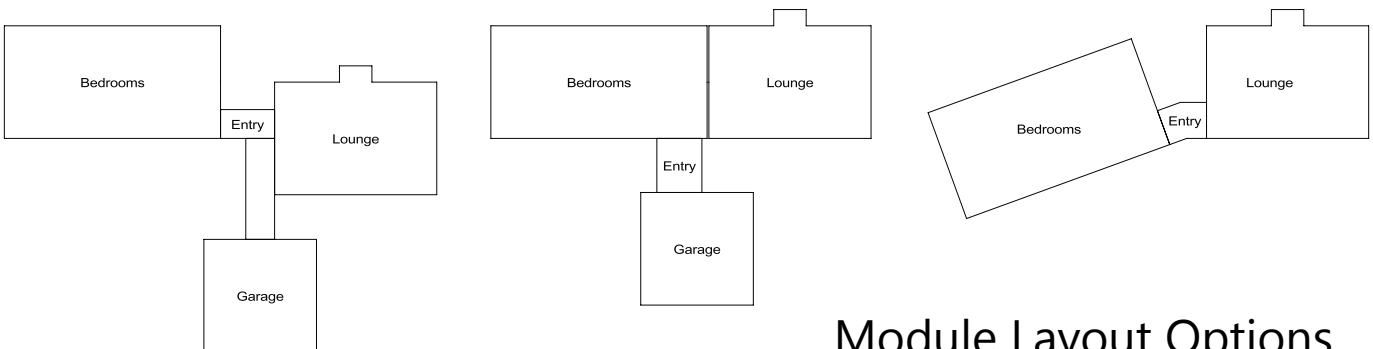 Bedrooms
Entry
Lounge
Garage
Bedrooms
Lounge
Entry
Garage
Bedrooms
Entry
Lounge
Module Layout Options